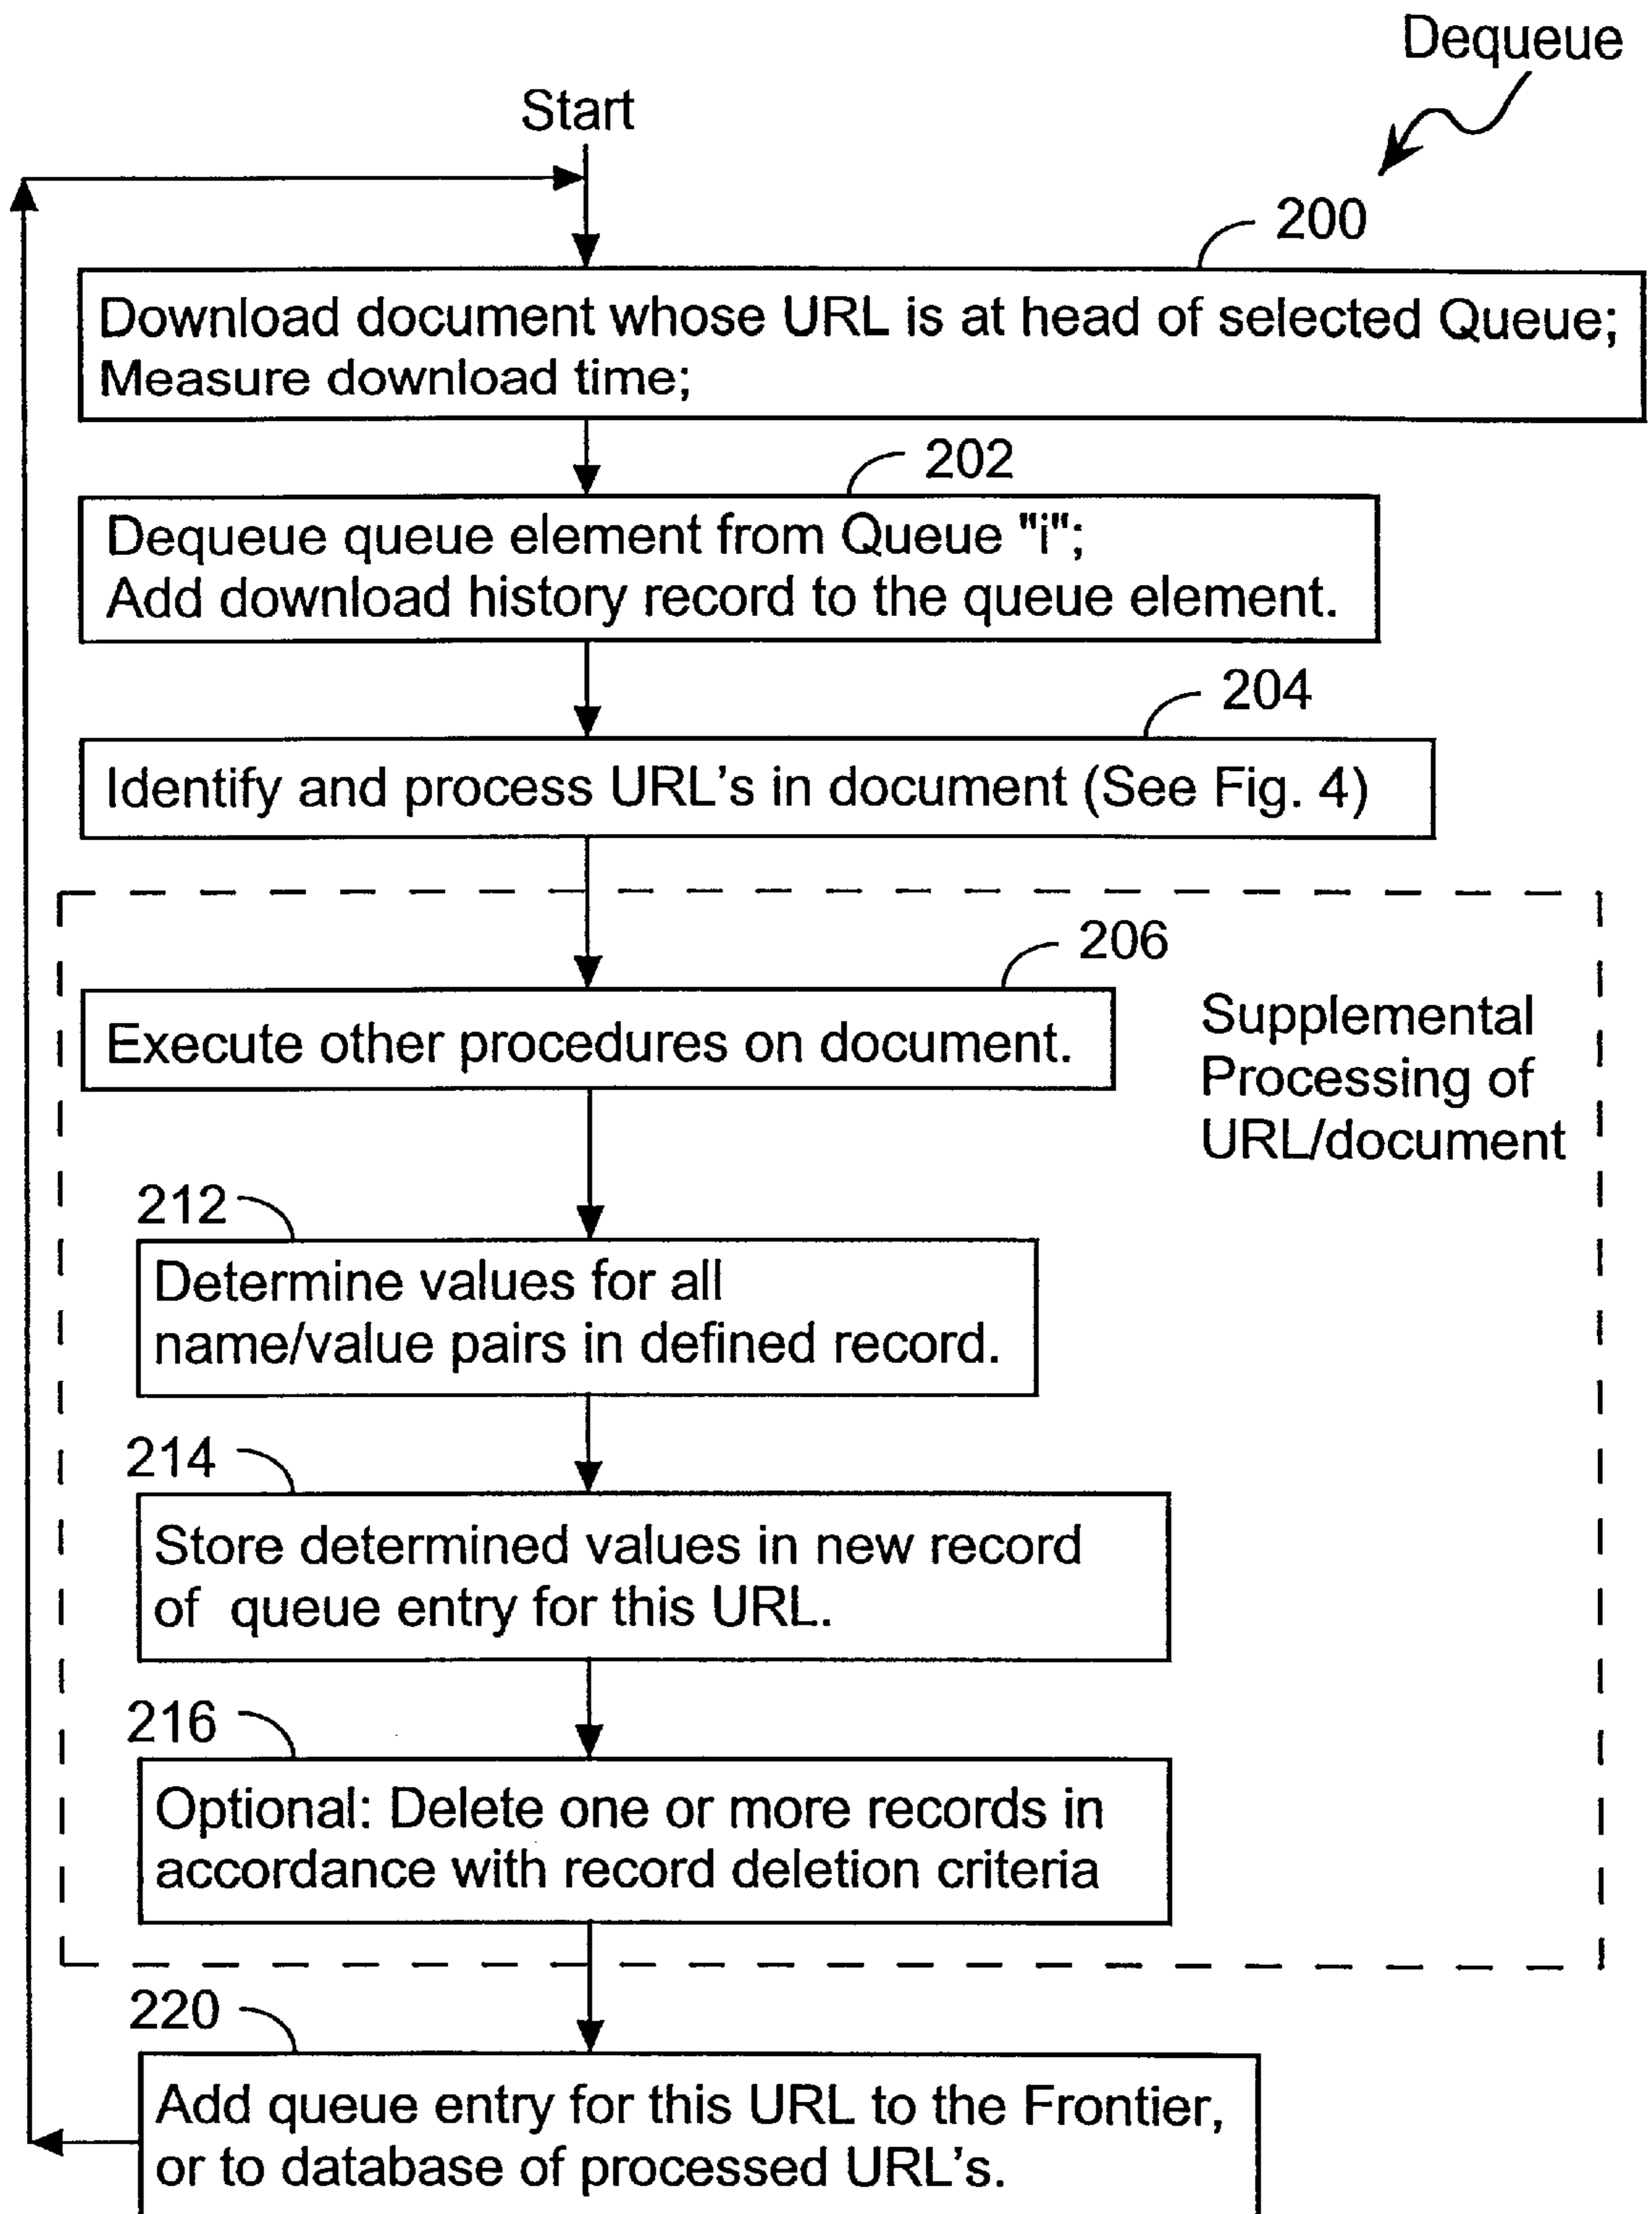 Dequeue
Start
200
Download document whose URL is at head of selected Queue;
Measure download time;
202
Dequeue queue element from Queue "i";
Add download history record to the queue element.
204
Identify and process URL's in document (See Fig. 4)
206
Execute other procedures on document.
Supplemental
Processing of
URL/document
212
Determine values for all
name/value pairs in defined record.
214
Store determined values in new record
of queue entry for this URL.
216
Optional: Delete one or more records in
accordance with record deletion criteria
220
Add queue entry for this URL to the Frontier,
or to database of processed URL's.